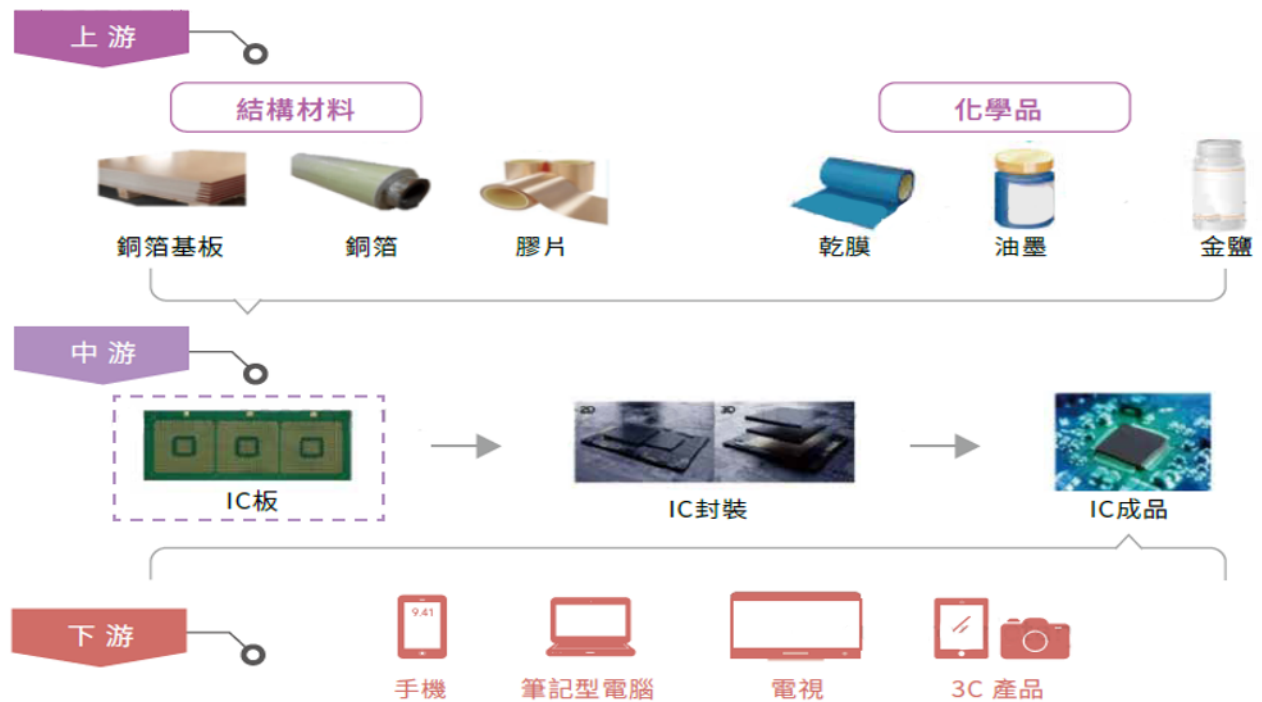 上游
結構材料
化學品
銅箔基板
銅箔
膠片
乾膜
油墨
金鹽
中游
2D
3D
IC板
IC封裝
IC成品
下游
9.41
手機
筆記型電腦
電視
3C 產品